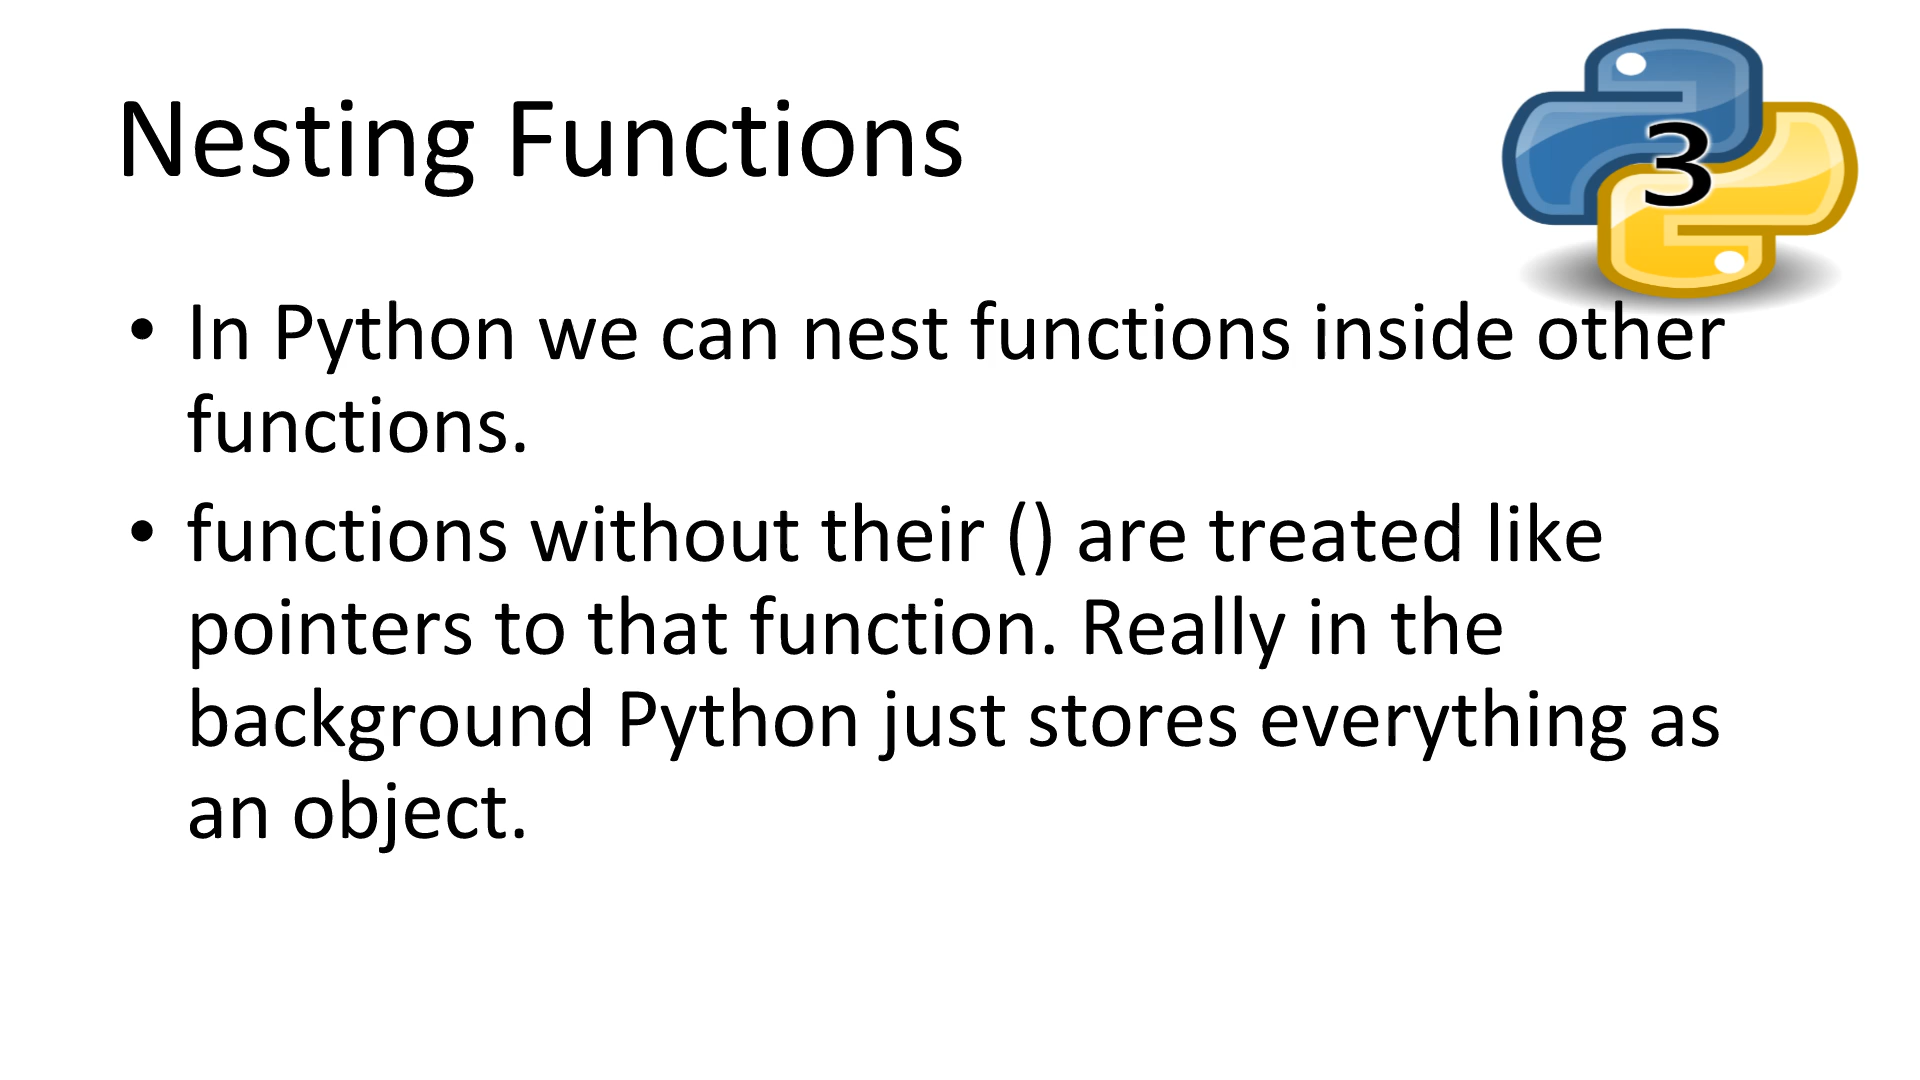 Nesting Functions
3
• In Python we can nest functions inside other
functions.
• functions without their () are treated like
pointers to that function. Really in the
background Python just stores everything as
an object.